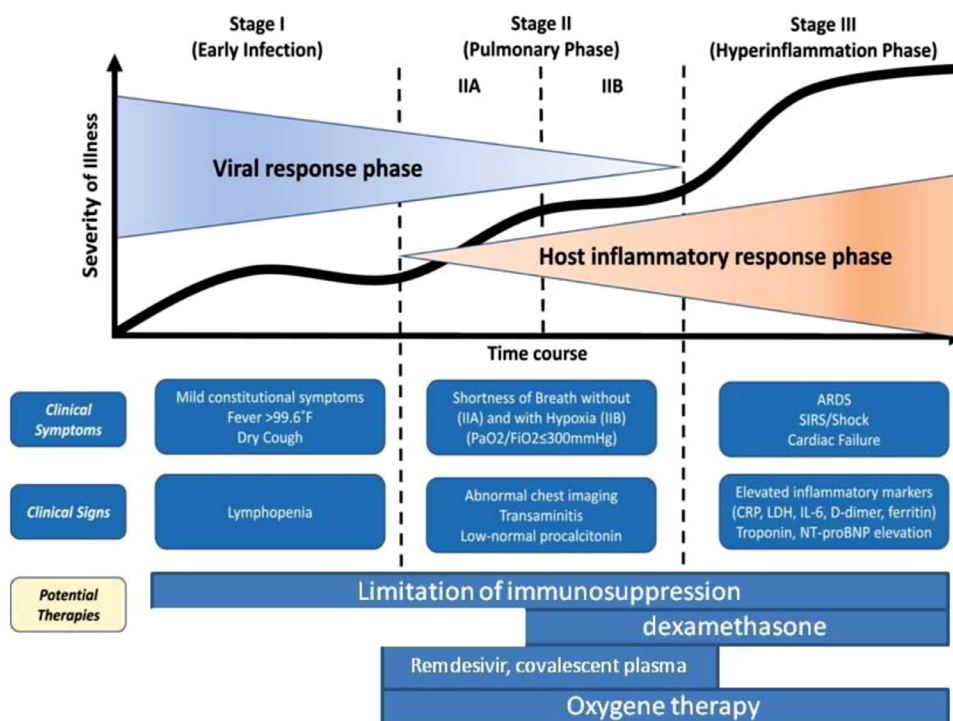 Stage I
(Early Infection)
Stage II
(Pulmonary Phase)
Stage III
(Hyperinflammation Phase)
IIA
IIB
Severity of Illness
Viral response phase
Host inflammatory response phase
Time course
Clinical
Symptoms
Mild constitutional symptoms
Fever >99.6°F
Dry Cough
Shortness of Breath without
(IIA) and with Hypoxia (IIB)
(PaO2/FiO2≤300mmHg)
ARDS
SIRS/Shock
Cardiac Failure
Clinical Signs
Lymphopenia
Abnormal chest imaging
Transaminitis
Low-normal procalcitonin
Elevated inflammatory markers
(CRP, LDH, IL-6, D-dimer, ferritin)
Troponin, NT-proBNP elevation
Potential
Therapies
Limitation of immunosuppression
dexamethasone
Remdesivir, covalescent plasma
Oxygene therapy